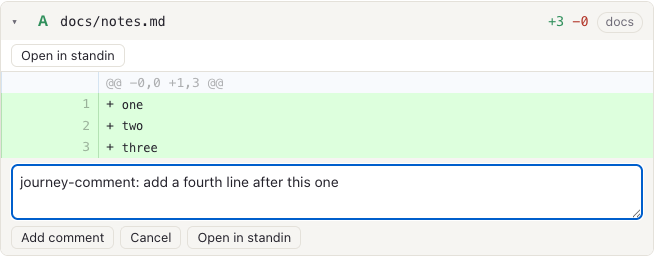 ▾ A docs/notes.md +3 −0 docs
Open in standin
@@ −0,0 +1,3 @@
1 + one
2 + two
3 + three
journey-comment: add a fourth line after this one
Add comment Cancel Open in standin